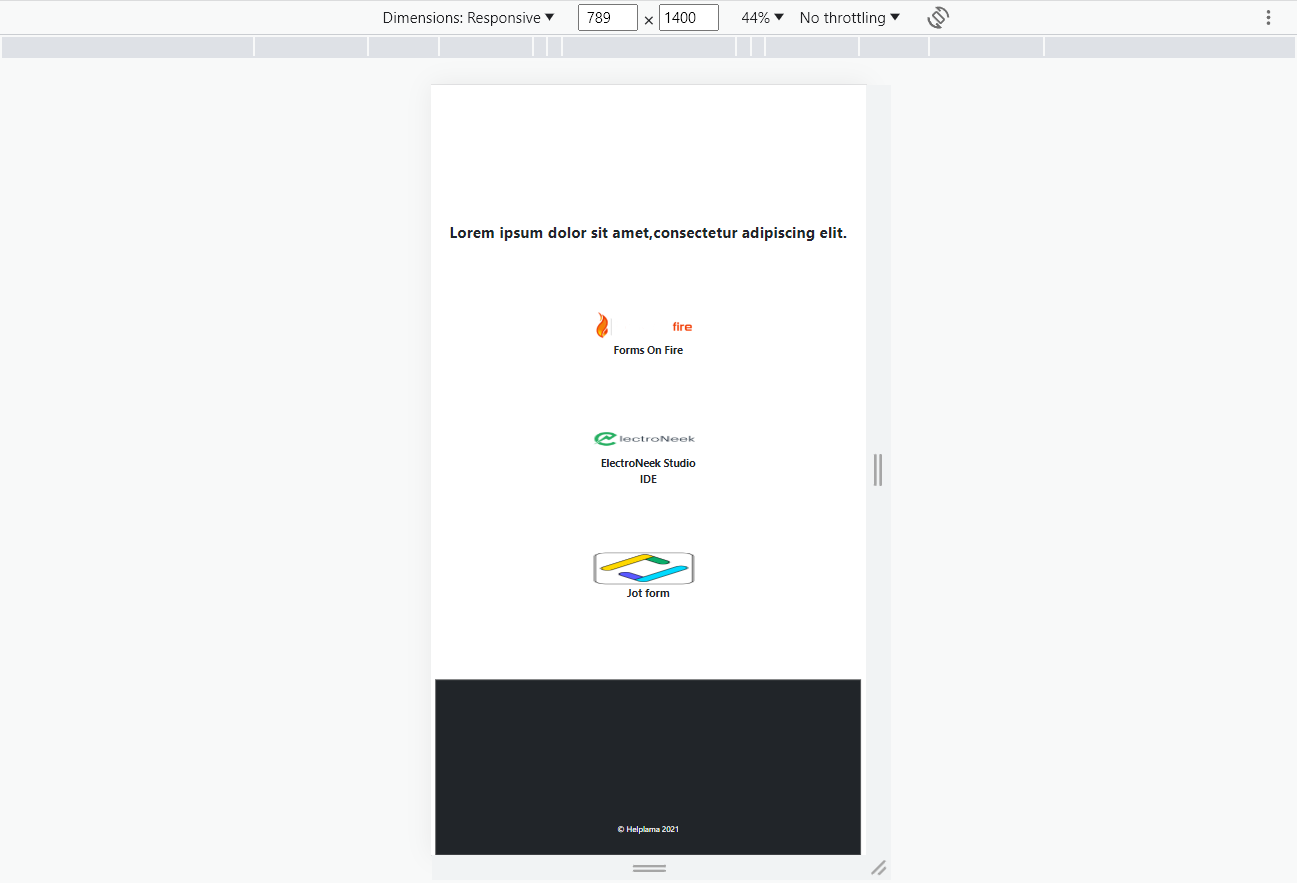 Dimensions: Responsive ▼ 789 × 1400 44% ▼ No throttling ▼
Lorem ipsum dolor sit amet,consectetur adipiscing elit.
fire
Forms On Fire
lectroNeek
ElectroNeek Studio
IDE
Jot form
© Helplama 2021